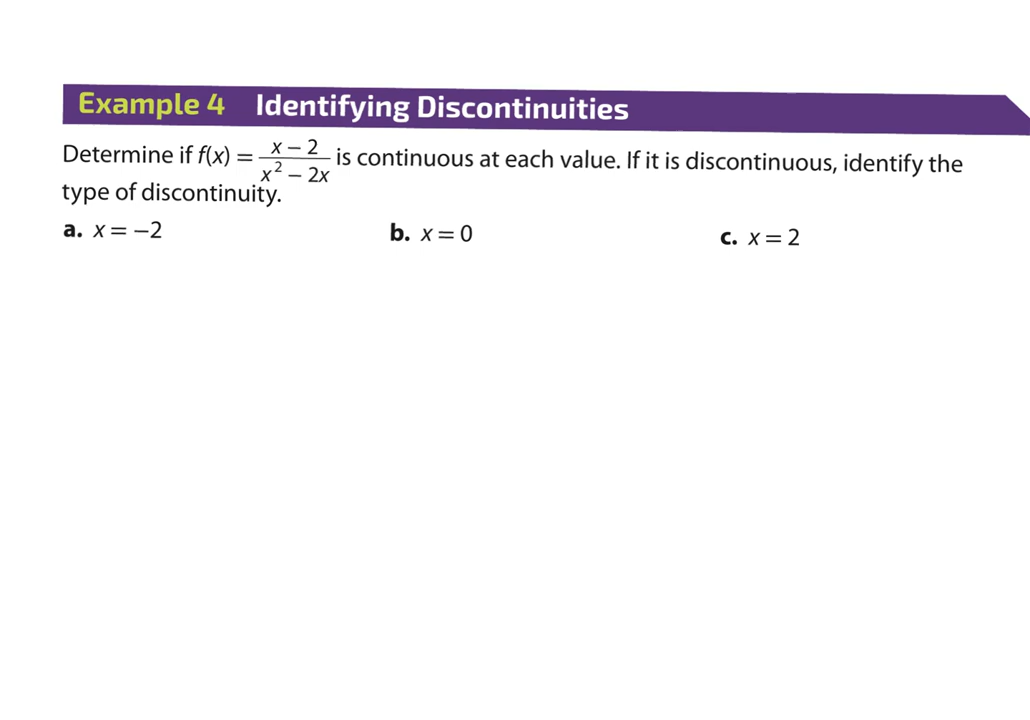 Example 4 Identifying Discontinuities
Determine if f(x) = \frac{x − 2}{x² − 2x} is continuous at each value. If it is discontinuous, identify the
type of discontinuity.
a. x = −2 b. x = 0 c. x = 2